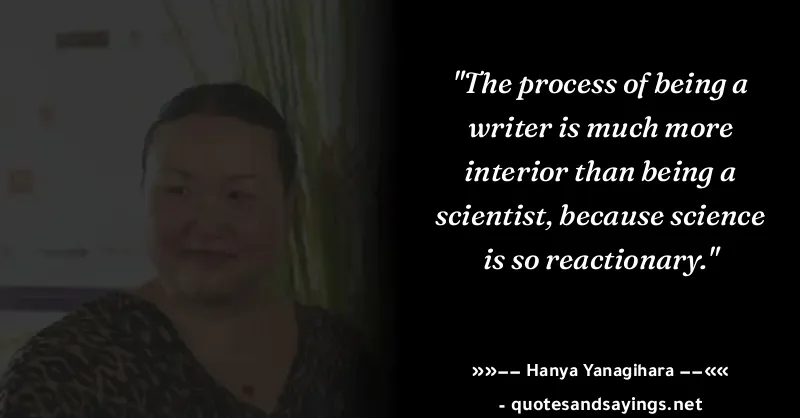 "The process of being a
writer is much more
interior than being a
scientist, because science
is so reactionary."
»»–– Hanya Yanagihara ––««
- quotesandsayings.net